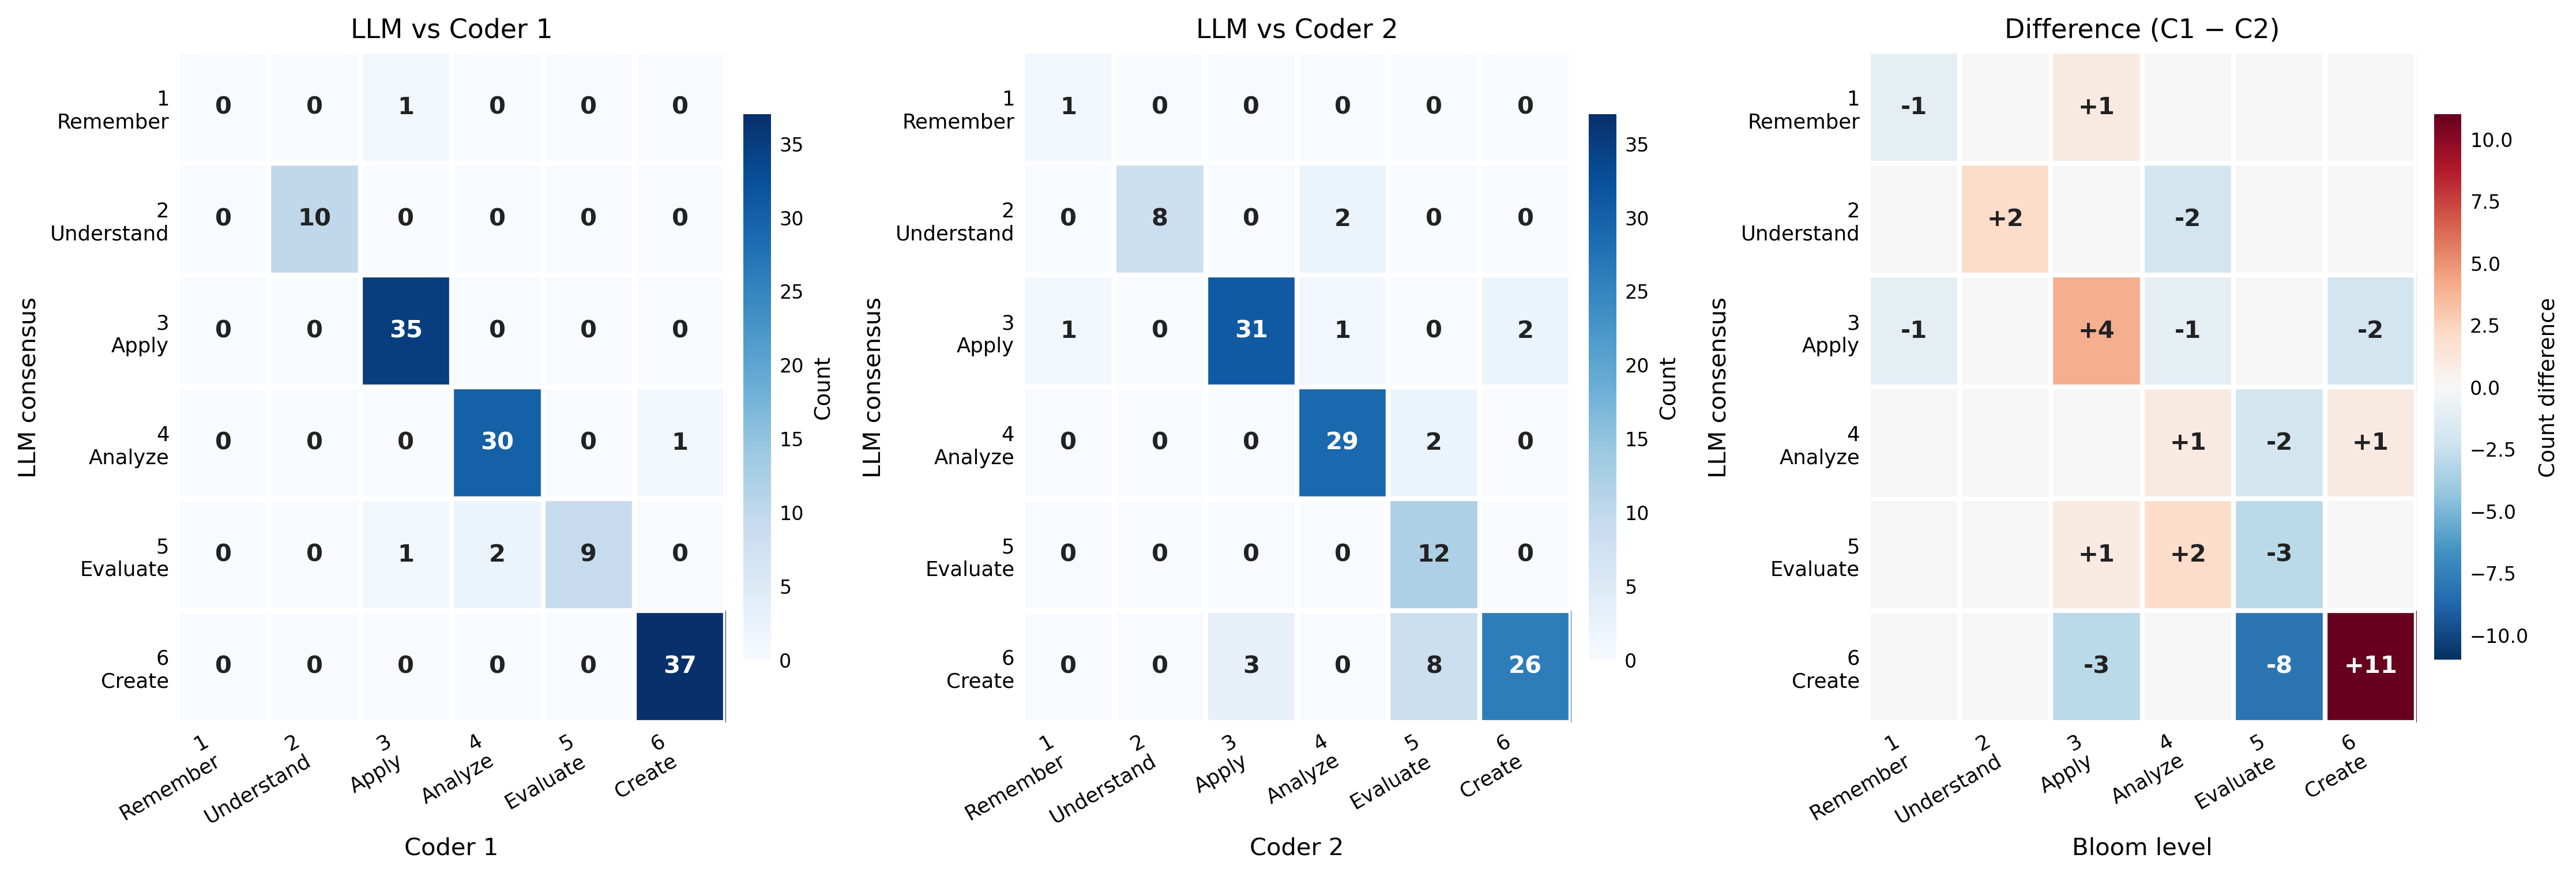 LLM vs Coder 1
LLM consensus
1
Remember
0 0 1 0 0 0
2
Understand
0 10 0 0 0 0
3
Apply
0 0 35 0 0 0
4
Analyze
0 0 0 30 0 1
5
Evaluate
0 0 1 2 9 0
6
Create
0 0 0 0 0 37
1 2 3 4 5 6
Remember Understand Apply Analyze Evaluate Create
Coder 1
35
30
25
20
15
10
5
0
Count
LLM vs Coder 2
LLM consensus
1
Remember
1 0 0 0 0 0
2
Understand
0 8 0 2 0 0
3
Apply
1 0 31 1 0 2
4
Analyze
0 0 0 29 2 0
5
Evaluate
0 0 0 0 12 0
6
Create
0 0 3 0 8 26
1 2 3 4 5 6
Remember Understand Apply Analyze Evaluate Create
Coder 2
35
30
25
20
15
10
5
0
Count
Difference (C1 − C2)
LLM consensus
1
Remember
-1 +1
2
Understand
+2 -2
3
Apply
-1 +4 -1 -2
4
Analyze
+1 -2 +1
5
Evaluate
+1 +2 -3
6
Create
-3 -8 +11
1 2 3 4 5 6
Remember Understand Apply Analyze Evaluate Create
Bloom level
10.0
7.5
5.0
2.5
0.0
−2.5
−5.0
−7.5
−10.0
Count difference